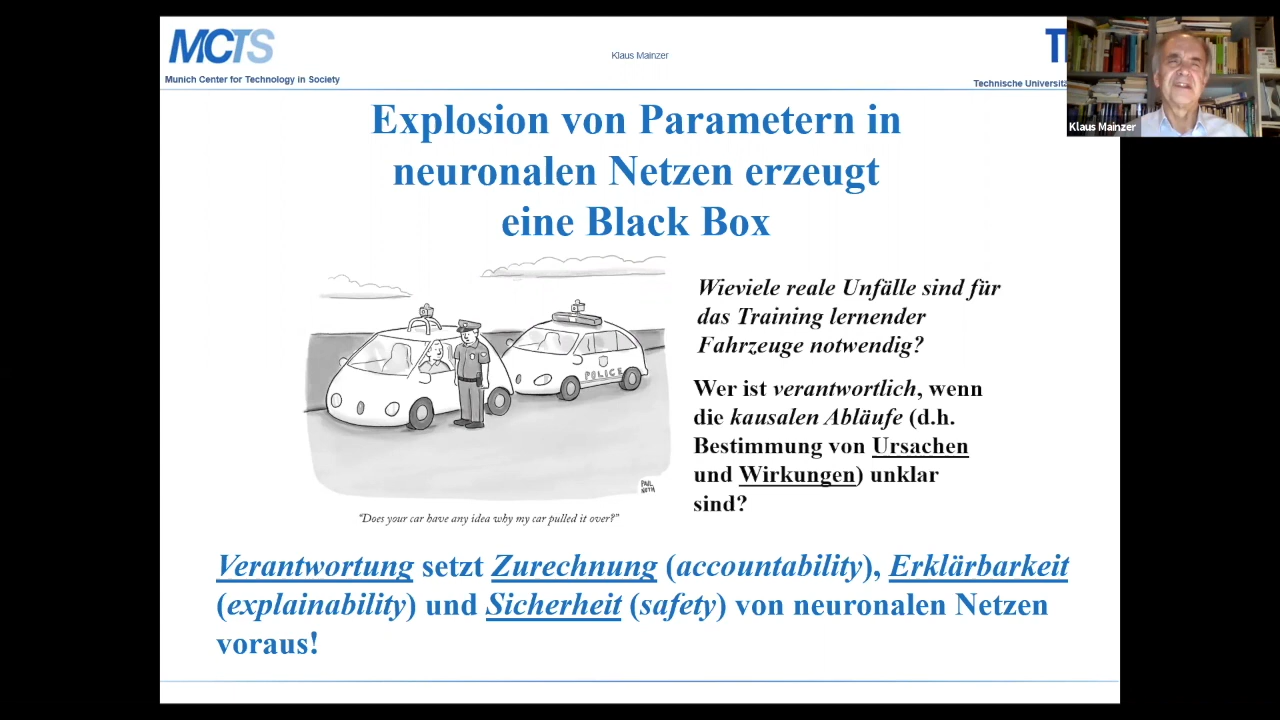 MCTS
Klaus Mainzer
Munich Center for Technology in Society
Technische
Klaus Mainzer
Explosion von Parametern in
neuronalen Netzen erzeugt
eine Black Box
Wieviele reale Unfälle sind für
das Training lernender
Fahrzeuge notwendig?
Wer ist verantwortlich, wenn
die kausalen Abläufe (d.h.
Bestimmung von Ursachen
und Wirkungen) unklar
sind?
POLICE
PAUL
NOTH
“Does your car have any idea why my car pulled it over?”
Verantwortung setzt Zurechnung (accountability), Erklärbarkeit
(explainability) und Sicherheit (safety) von neuronalen Netzen
voraus!